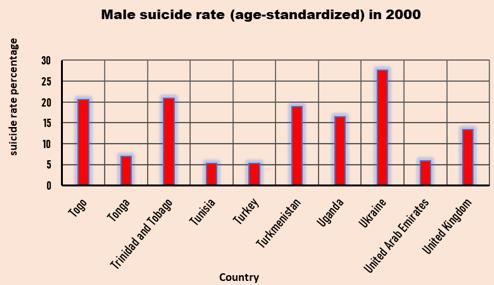 Male suicide rate (age-standardized) in 2000
suicide rate percentage
30
25
20
15
10
5
0
Togo
Tonga
Trinidad and Tobago
Tunisia
Turkey
Turkmenistan
Uganda
Ukraine
United Arab Emirates
United Kingdom
Country